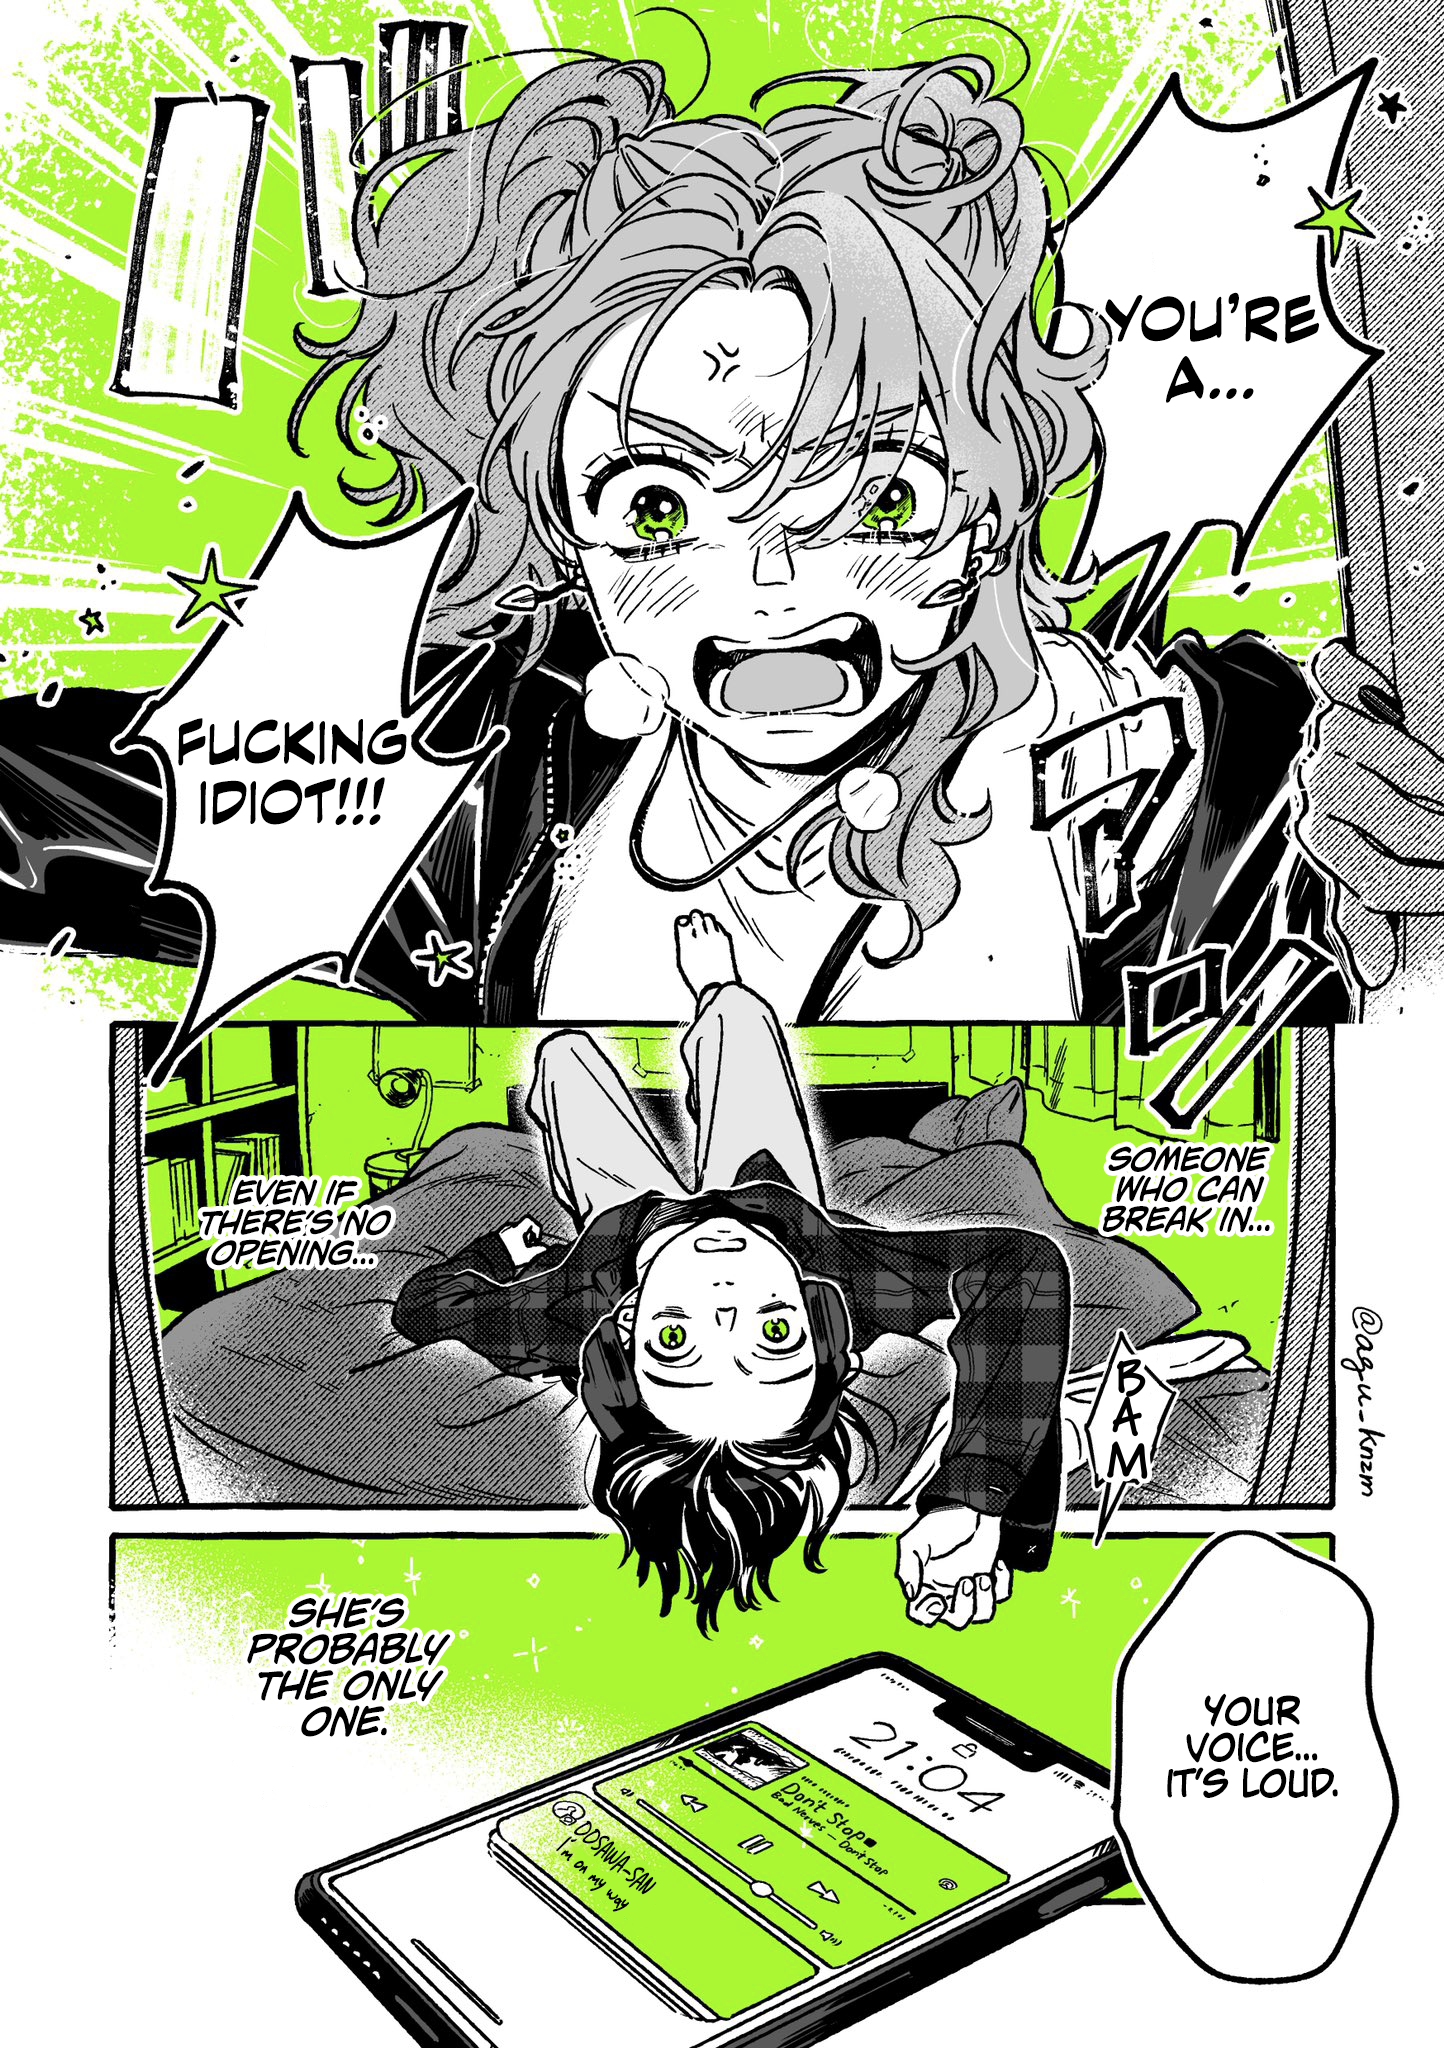 YOU'RE
A...
FUCKING
IDIOT!!!
SOMEONE
WHO CAN
BREAK IN...
EVEN IF
THERE'S NO
OPENING...
BAM
@agu_knzm
SHE'S
PROBABLY
THE ONLY
ONE.
YOUR
VOICE...
IT'S LOUD.
21:04
Don't Stop
Bad Nerves – Don't Stop
DOSAWA-SAN
I'm on my way